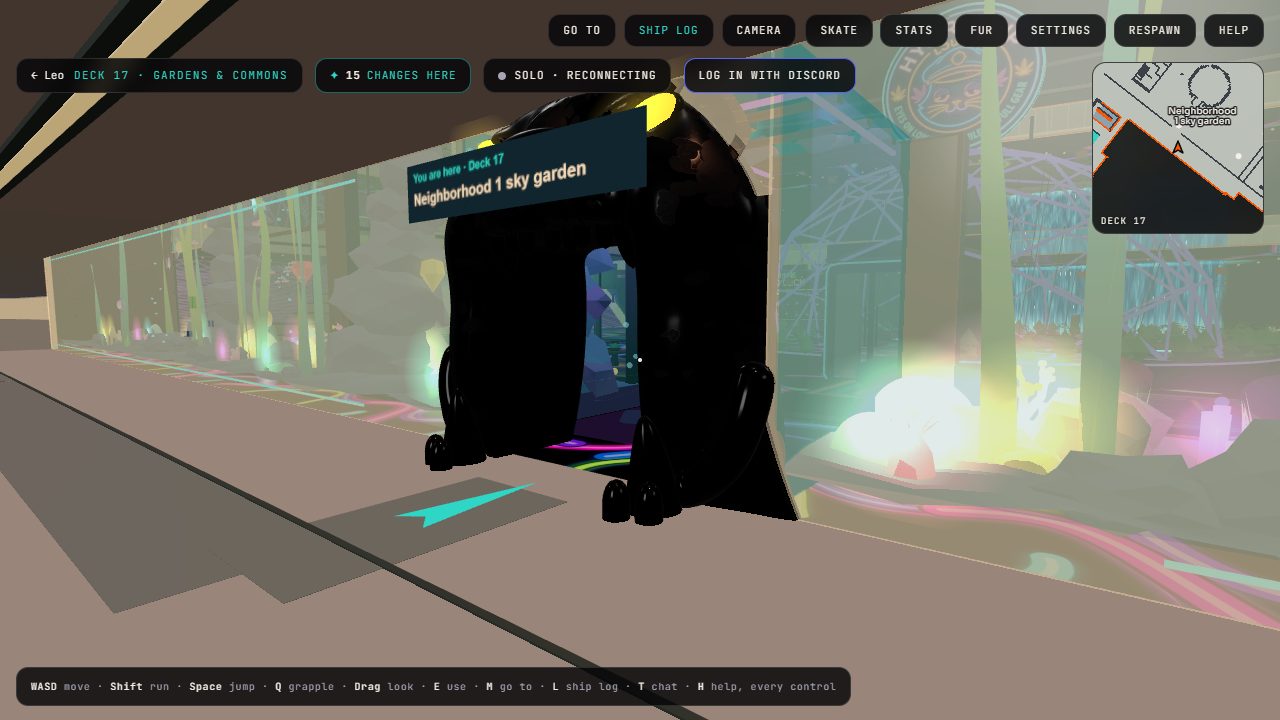 GO TO
SHIP LOG
CAMERA
SKATE
STATS
FUR
SETTINGS
RESPAWN
HELP
← Leo DECK 17 · GARDENS & COMMONS
✦ 15 CHANGES HERE
SOLO · RECONNECTING
LOG IN WITH DISCORD
Neighborhood
1 sky garden
DECK 17
You are here · Deck 17
Neighborhood 1 sky garden
WASD move · Shift run · Space jump · Q grapple · Drag look · E use · M go to · L ship log · T chat · H help, every control